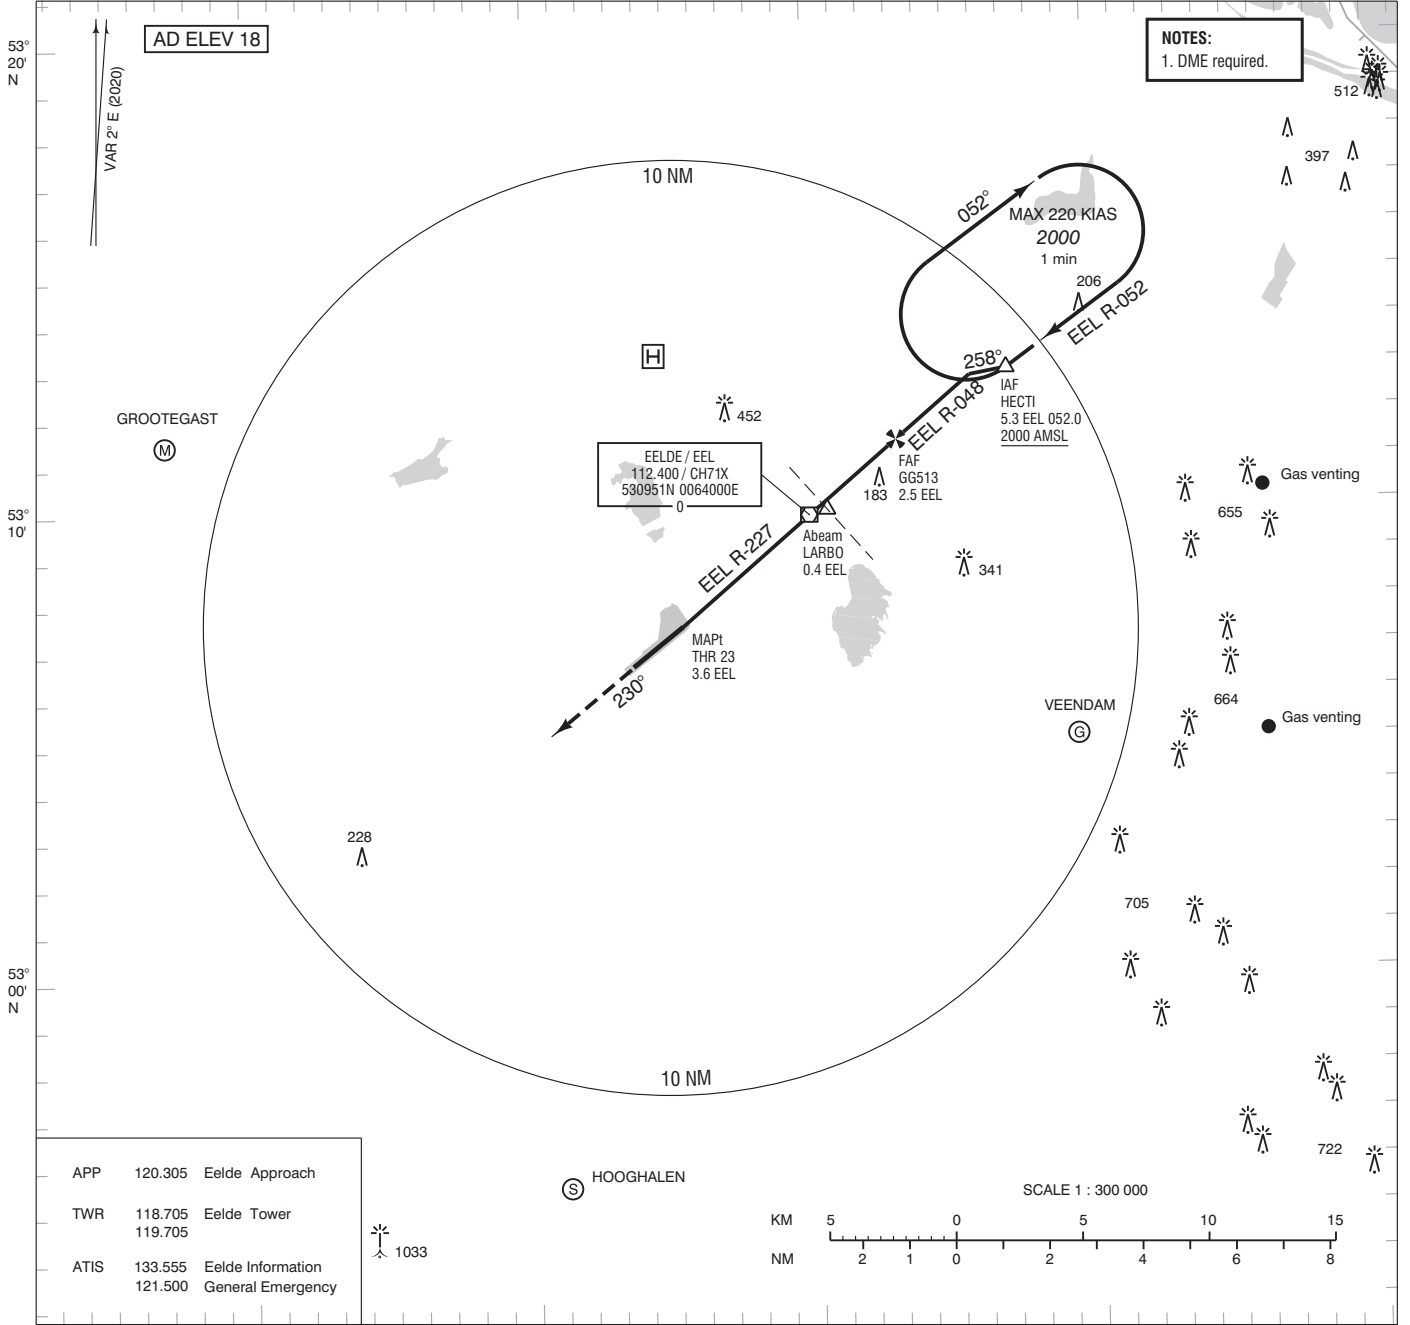 53°
20'
N
AD ELEV 18
VAR 2° E (2020)
NOTES:
1. DME required.
512
397
10 NM
052°
MAX 220 KIAS
2000
1 min
206
EEL R-052
258°
IAF
HECTI
5.3 EEL 052.0
2000 AMSL
EEL R-048
H
452
GROOTEGAST
M
EELDE / EEL
112.400 / CH71X
530951N 0064000E
0
FAF
GG513
2.5 EEL
183
Gas venting
655
53°
10'
N
Abeam
LARBO
0.4 EEL
341
EEL R-227
MAPt
THR 23
3.6 EEL
230°
664
VEENDAM
G
Gas venting
228
705
53°
00'
N
10 NM
722
APP 120.305 Eelde Approach
TWR 118.705 Eelde Tower
119.705
ATIS 133.555 Eelde Information
121.500 General Emergency
S
HOOGHALEN
1033
SCALE 1 : 300 000
KM 5 0 5 10 15
NM 2 1 0 2 4 6 8